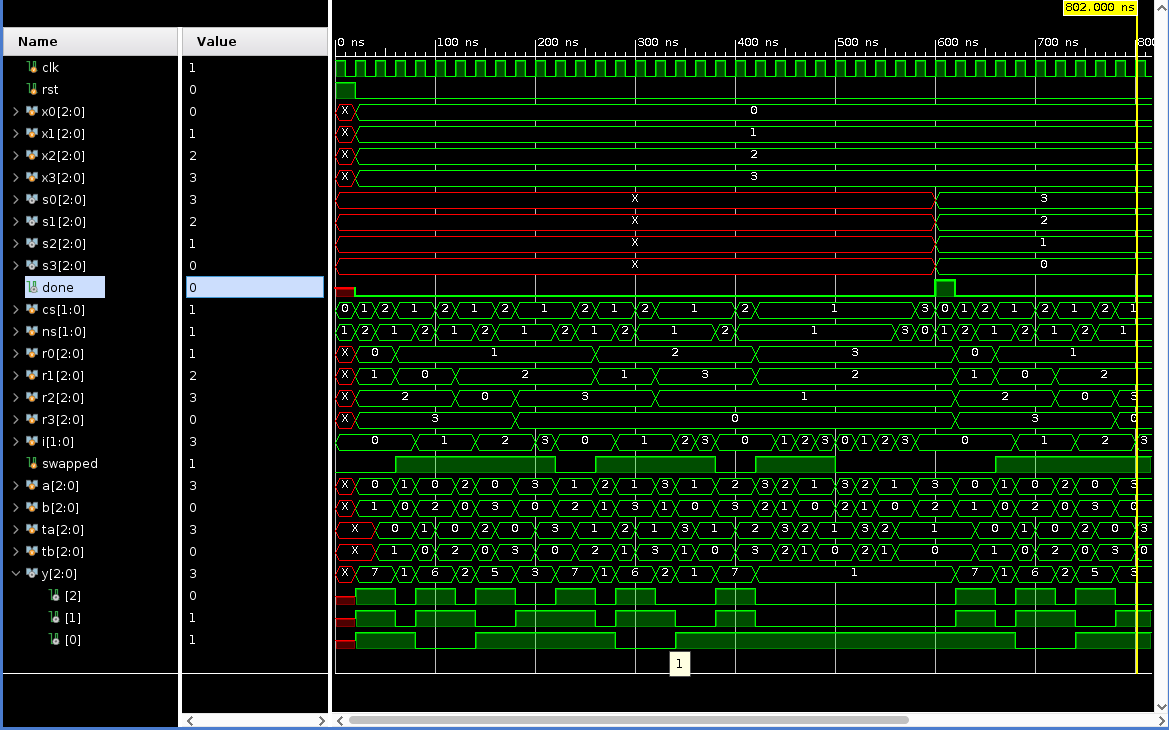 802.000 ns
Name Value 0 ns 100 ns 200 ns 300 ns 400 ns 500 ns 600 ns 700 ns 800
clk 1
rst 0
x0[2:0] 0 X 0
x1[2:0] 1 X 1
x2[2:0] 2 X 2
x3[2:0] 3 X 3
s0[2:0] 3 X 3
s1[2:0] 2 X 2
s2[2:0] 1 X 1
s3[2:0] 0 X 0
done 0
cs[1:0] 1 0 1 2 1 2 1 2 1 2 1 2 1 2 1 3 0 1 2 1 2 1 2 1
ns[1:0] 1 1 2 1 2 1 2 1 2 1 2 1 2 1 3 0 1 2 1 2 1 2 1
r0[2:0] 1 X 0 1 2 3 0 1
r1[2:0] 2 X 1 0 2 1 3 2 1 0 2
r2[2:0] 3 X 2 0 3 1 2 0 3
r3[2:0] 0 X 3 0 3 0
i[1:0] 3 0 1 2 3 0 1 2 3 0 1 2 3 0 1 2 3 0 1 2 3
swapped 1
a[2:0] 3 X 0 1 0 2 0 3 1 2 1 3 1 2 3 2 1 3 2 1 3 0 1 0 2 0 3
b[2:0] 0 X 1 0 2 0 3 0 2 1 3 1 0 3 2 1 0 2 1 0 2 1 0 2 0 3 0
ta[2:0] 3 X 0 1 0 2 0 3 1 2 1 3 1 2 3 2 1 3 2 1 0 1 0 2 0 3
tb[2:0] 0 X 1 0 2 0 3 0 2 1 3 1 0 3 2 1 0 2 1 0 1 0 2 0 3 0
y[2:0] 3 X 7 1 6 2 5 3 7 1 6 2 1 7 1 7 1 6 2 5 3
[2] 0
[1] 1
[0] 1
1